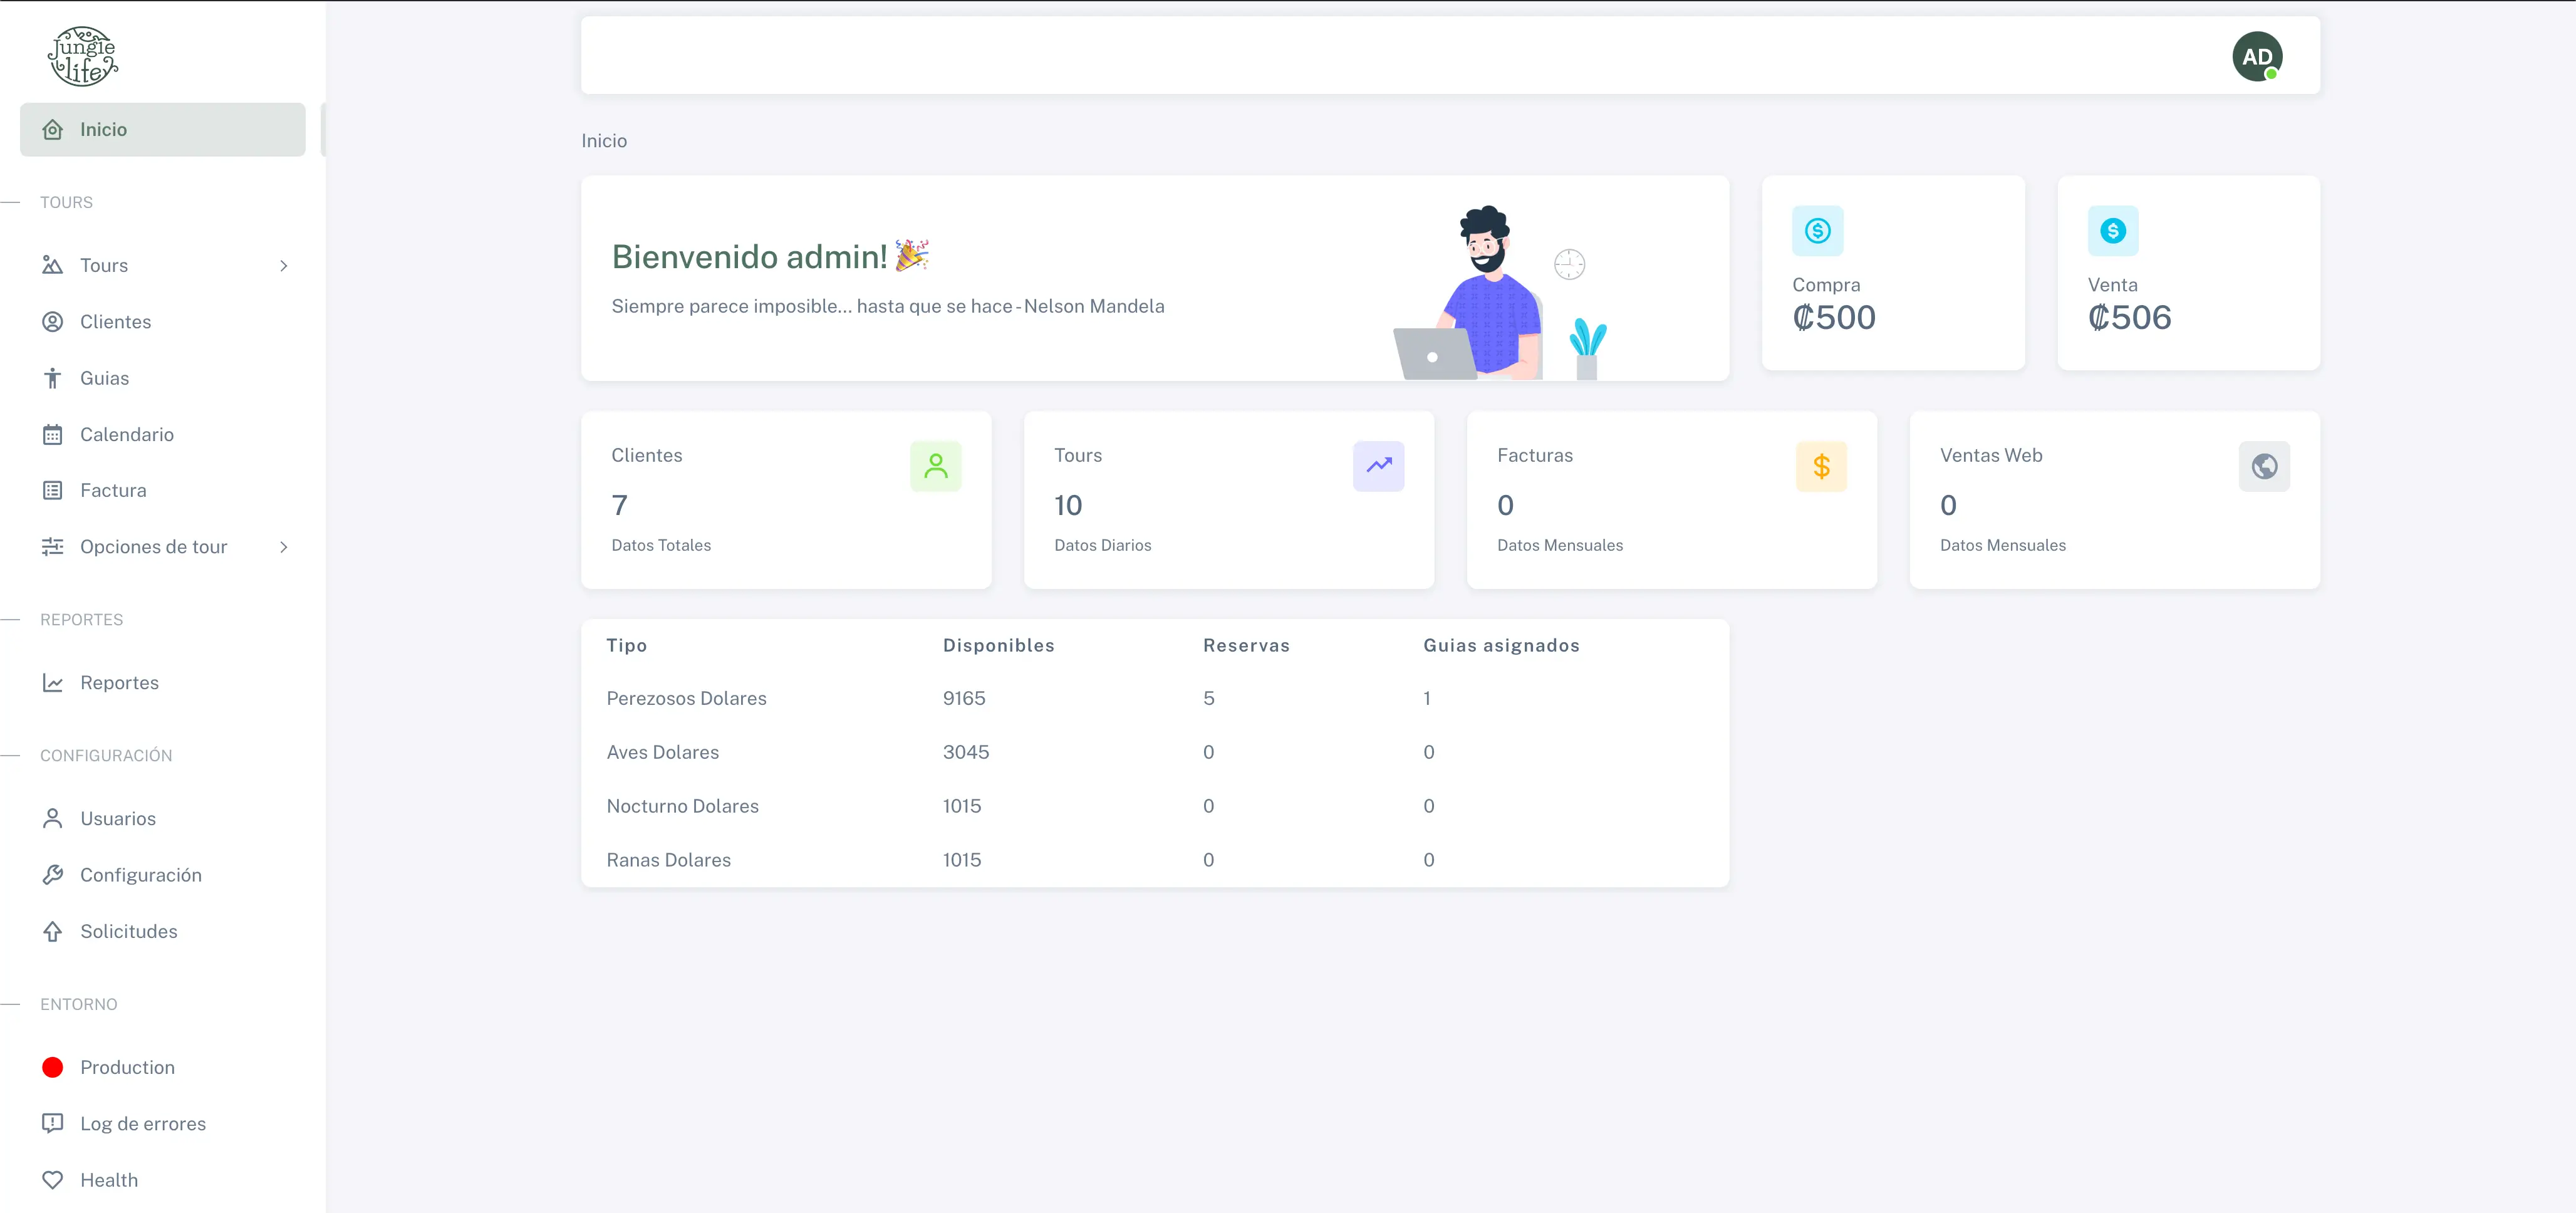 Jungle
life
Inicio
TOURS
Tours
Clientes
Guias
Calendario
Factura
Opciones de tour
REPORTES
Reportes
CONFIGURACIÓN
Usuarios
Configuración
Solicitudes
ENTORNO
Production
Log de errores
Health
AD
Inicio
Bienvenido admin! 🎉
Siempre parece imposible... hasta que se hace - Nelson Mandela
Compra
₡500
Venta
₡506
Clientes
7
Datos Totales
Tours
10
Datos Diarios
Facturas
0
Datos Mensuales
Ventas Web
0
Datos Mensuales
Tipo Disponibles Reservas Guias asignados
Perezosos Dolares 9165 5 1
Aves Dolares 3045 0 0
Nocturno Dolares 1015 0 0
Ranas Dolares 1015 0 0